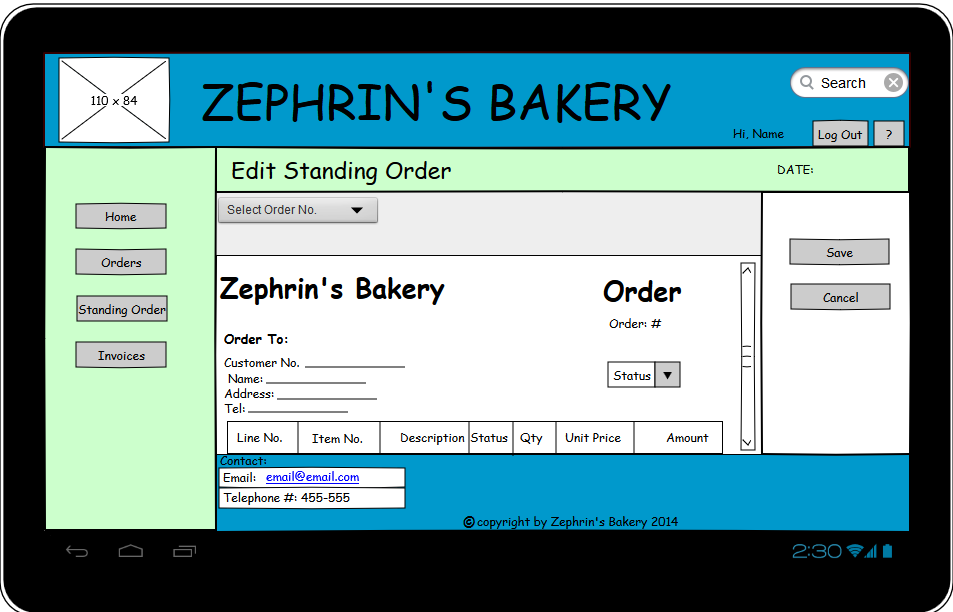 110 x 84
ZEPHRIN'S BAKERY
Search
Hi, Name
Log Out
?
Edit Standing Order
DATE:
Home
Orders
Standing Order
Invoices
Select Order No.
Save
Cancel
Zephrin's Bakery
Order
Order: #
Order To:
Customer No.
Name:
Address:
Tel:
Status
Line No. Item No. Description Status Qty Unit Price Amount
Contact:
Email: email@email.com
Telephone #: 455-555
© copyright by Zephrin's Bakery 2014
2:30